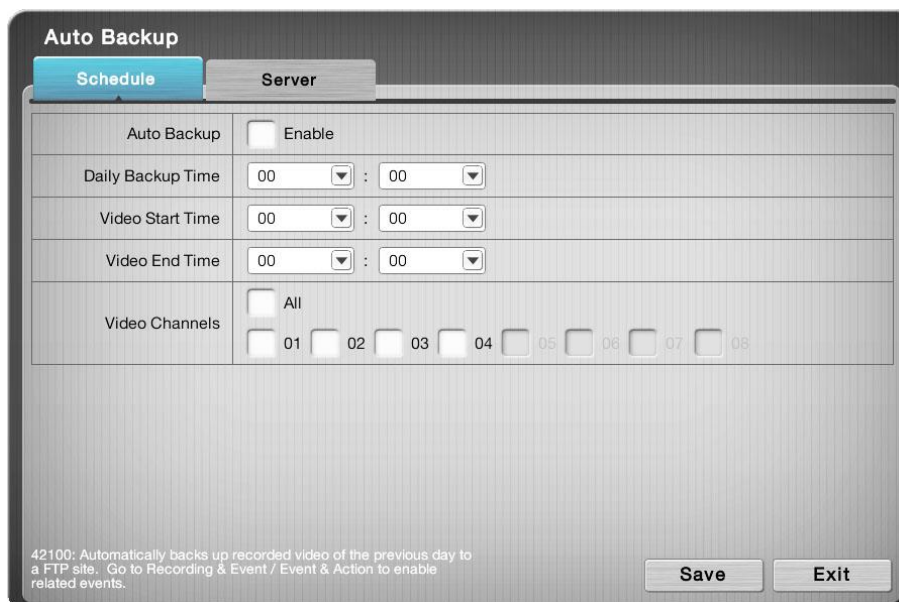 Auto Backup
Schedule Server
Auto Backup Enable
Daily Backup Time 00 : 00
Video Start Time 00 : 00
Video End Time 00 : 00
Video Channels All
01 02 03 04 05 06 07 08
42100: Automatically backs up recorded video of the previous day to
a FTP site. Go to Recording & Event / Event & Action to enable
related events.
Save Exit